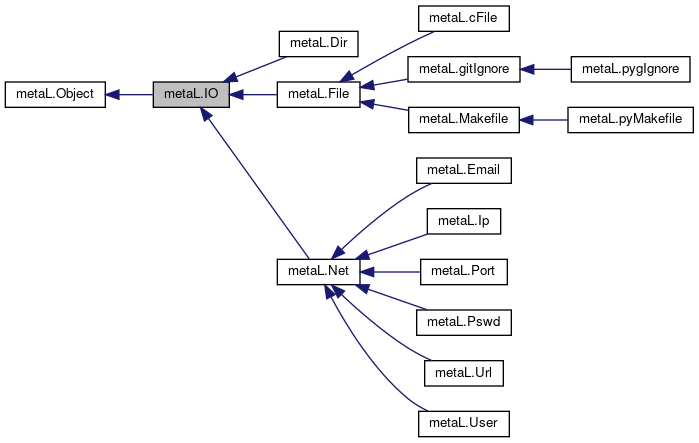 metaL.cFile
metaL.Dir
metaL.gitIgnore
metaL.pygIgnore
metaL.Object
metaL.IO
metaL.File
metaL.Makefile
metaL.pyMakefile
metaL.Email
metaL.Ip
metaL.Net
metaL.Port
metaL.Pswd
metaL.Url
metaL.User